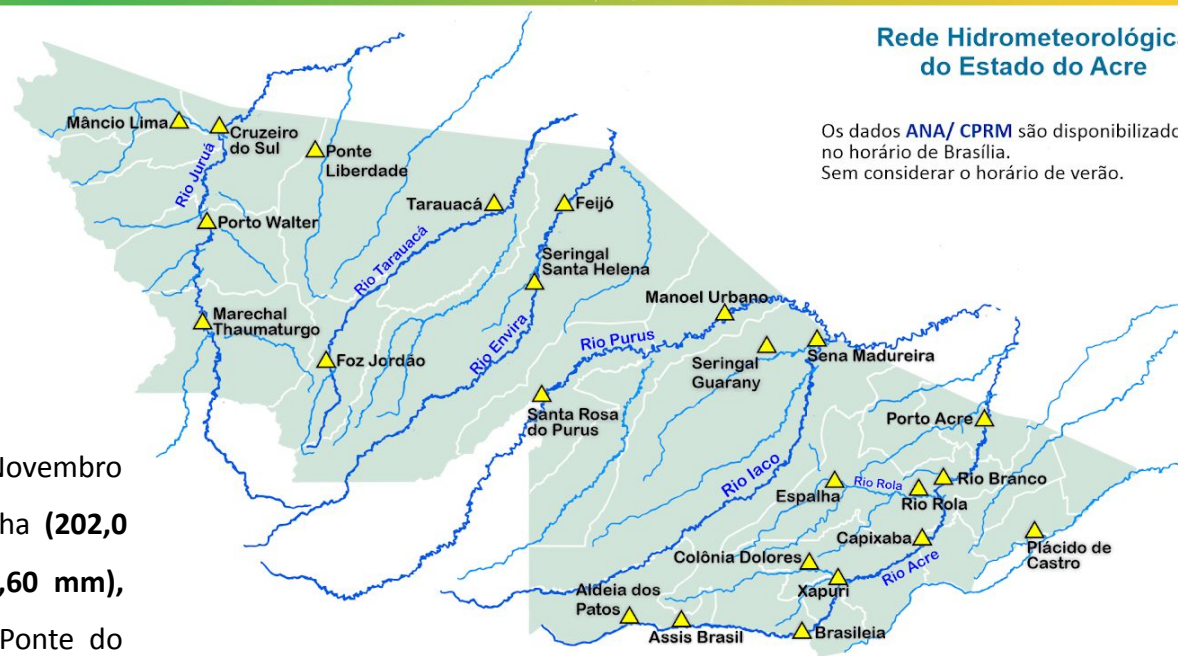 Rede Hidrometeorológic
do Estado do Acre
Os dados ANA/ CPRM são disponibilizado
no horário de Brasília.
Sem considerar o horário de verão.
Mâncio Lima
Cruzeiro
do Sul
Ponte
Liberdade
Rio Juruá
Porto Walter
Tarauacá
Feijó
Rio Tarauacá
Seringal
Santa Helena
Marechal
Thaumaturgo
Foz Jordão
Rio Envira
Manoel Urbano
Rio Purus
Seringal
Guarany
Sena Madureira
Santa Rosa
do Purus
Porto Acre
Rio Iaco
Espalha
Rio Rola
Rio Rola
Rio Branco
Capixaba
Plácido de
Castro
Colônia Dolores
Rio Acre
Xapuri
Aldeia dos
Patos
Assis Brasil
Brasileia
Novembro
ha (202,0
,60 mm),
Ponte do